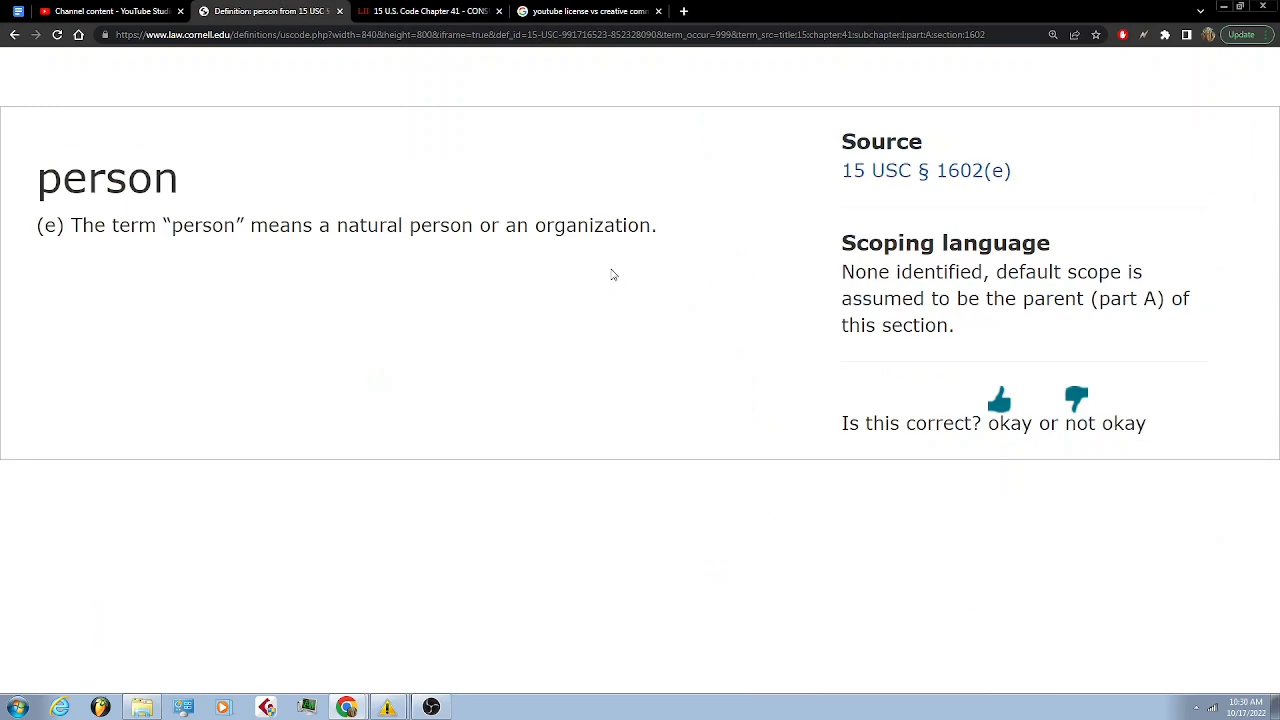 Channel content - YouTube Studi
Definition: person from 15 USC §
15 U.S. Code Chapter 41 - CONS
youtube license vs creative comm
https://www.law.cornell.edu/definitions/uscode.php?width=840&height=800&iframe=true&def_id=15-USC-991716523-852328090&term_occur=999&term_src=title:15:chapter:41:subchapter:I:part:A:section:1602
Update
person
(e) The term “person” means a natural person or an organization.
Source
15 USC § 1602(e)
Scoping language
None identified, default scope is
assumed to be the parent (part A) of
this section.
Is this correct? okay or not okay
10:30 AM
10/17/2022